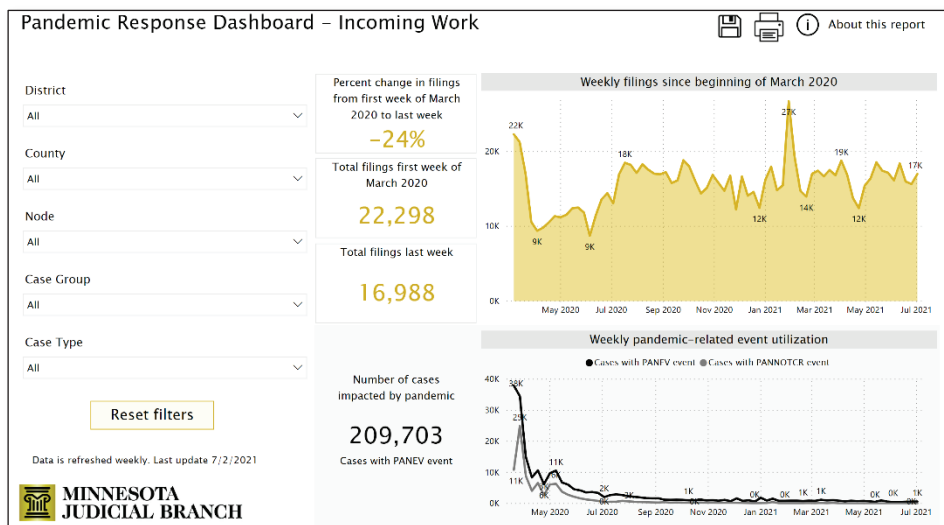 Pandemic Response Dashboard – Incoming Work
About this report
District
All
County
All
Node
All
Case Group
All
Case Type
All
Reset filters
Data is refreshed weekly. Last update 7/2/2021
MINNESOTA
JUDICIAL BRANCH
Percent change in filings
from first week of March
2020 to last week
-24%
Total filings first week of
March 2020
22,298
Total filings last week
16,988
Number of cases
impacted by pandemic
209,703
Cases with PANEV event
Weekly filings since beginning of March 2020
27K
22K
20K
18K
19K
17K
14K
12K
12K
10K
9K
9K
0K
May 2020 Jul 2020 Sep 2020 Nov 2020 Jan 2021 Mar 2021 May 2021 Jul 2021
Weekly pandemic-related event utilization
Cases with PANEV event Cases with PANNOTCR event
40K
38K
30K
25K
20K
10K
11K
11K
6K
6K
2K
1K
1K
1K
1K
0K
0K
0K
0K
0K
0K
May 2020 Jul 2020 Sep 2020 Nov 2020 Jan 2021 Mar 2021 May 2021 Jul 2021